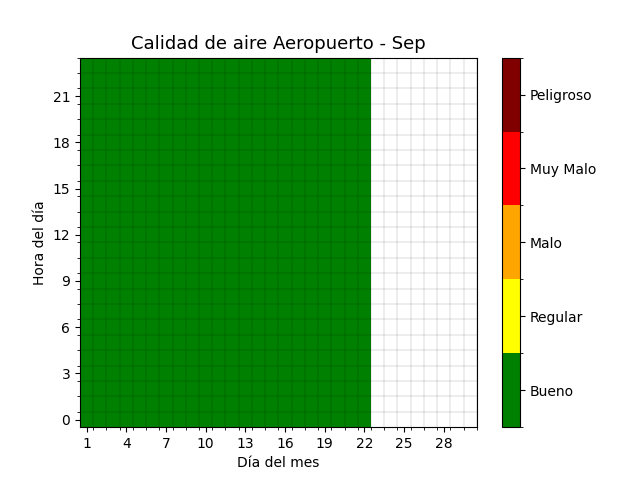 Calidad de aire Aeropuerto - Sep
Hora del día
21
18
15
12
9
6
3
0
1 4 7 10 13 16 19 22 25 28
Día del mes
Peligroso
Muy Malo
Malo
Regular
Bueno